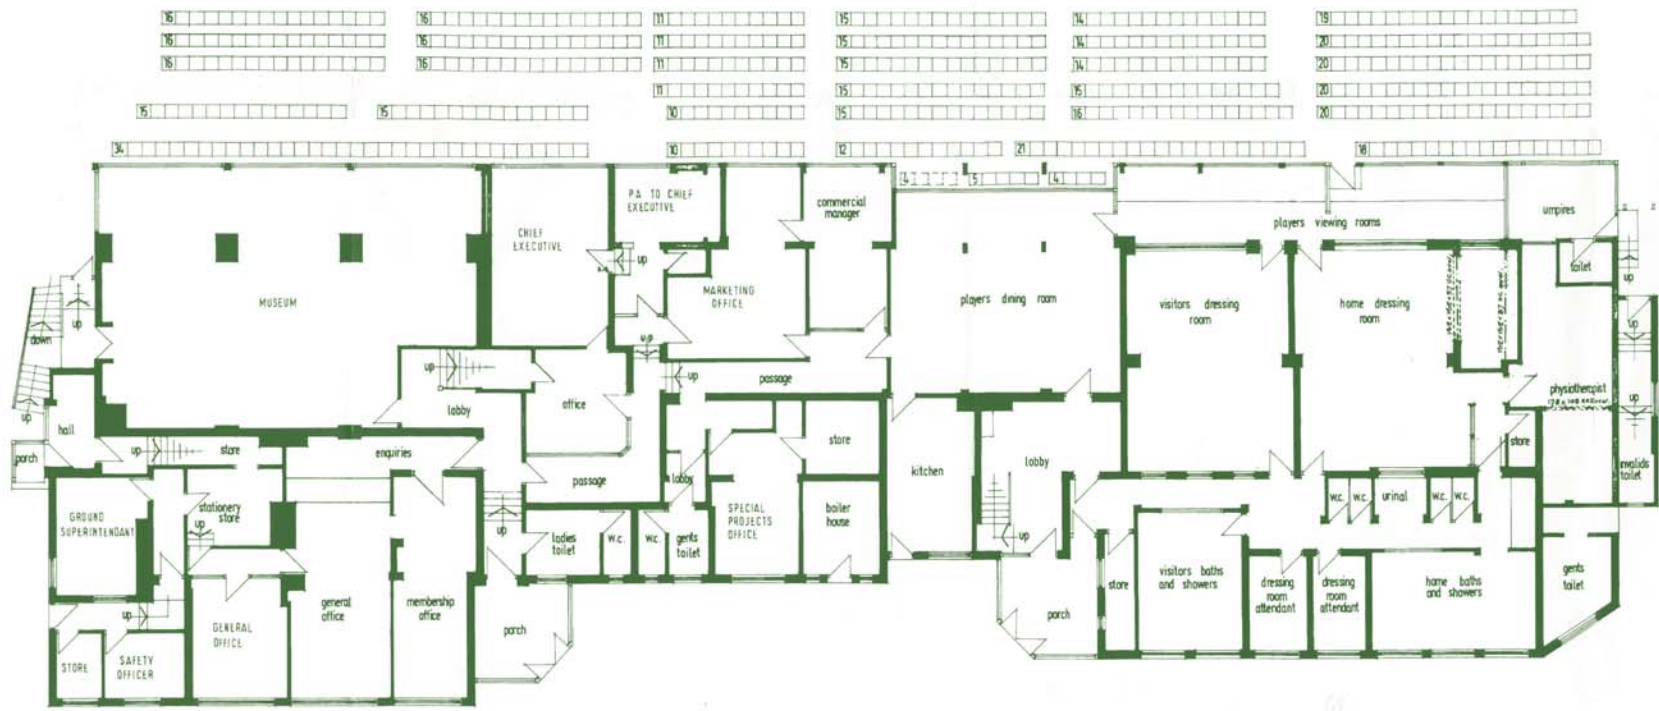 16 16 11 15 14 19
16 16 11 15 14 20
16 16 11 15 14 20
11 15 15 20
15 15 10 15 16 20
34 10 12 21 18
4 5 4
MUSEUM
CHIEF
EXECUTIVE
P.A. TO CHIEF
EXECUTIVE
commercial
manager
MARKETING
OFFICE
players dining room
players viewing rooms
umpires
toilet
visitors dressing
room
home dressing
room
physiotherapist
store
invalids
toilet
up
up
up
down
up
up
hall
porch
up
store
enquiries
up
lobby
office
up
up
up
passage
passage
lobby
store
kitchen
lobby
up
GROUND
SUPERINTENDANT
stationery
store
up
up
general
office
membership
office
GENERAL
OFFICE
STORE
SAFETY
OFFICER
up
porch
ladies
toilet
w.c.
w.c.
gents
toilet
SPECIAL
PROJECTS
OFFICE
boiler
house
porch
store
visitors baths
and showers
dressing
room
attendant
dressing
room
attendant
w.c.
w.c.
urinal
w.c.
w.c.
home baths
and showers
gents
toilet